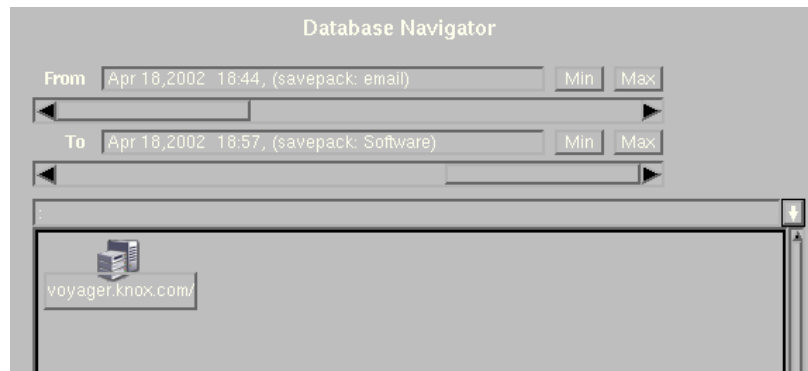 Database Navigator
From Apr 18,2002 18:44, (savepack: email) Min Max
To Apr 18,2002 18:57, (savepack: Software) Min Max
:
voyager.knox.com/